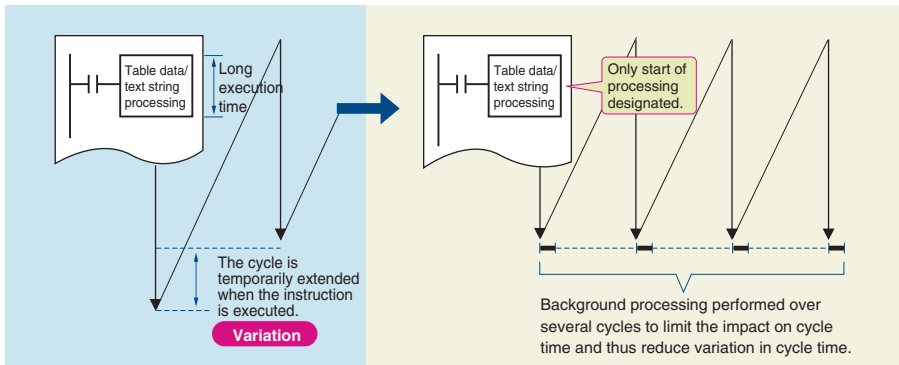 Table data/
text string
processing
Long
execution
time
The cycle is
temporarily extended
when the instruction
is executed.
Variation
Table data/
text string
processing
Only start of
processing
designated.
Background processing performed over
several cycles to limit the impact on cycle
time and thus reduce variation in cycle time.